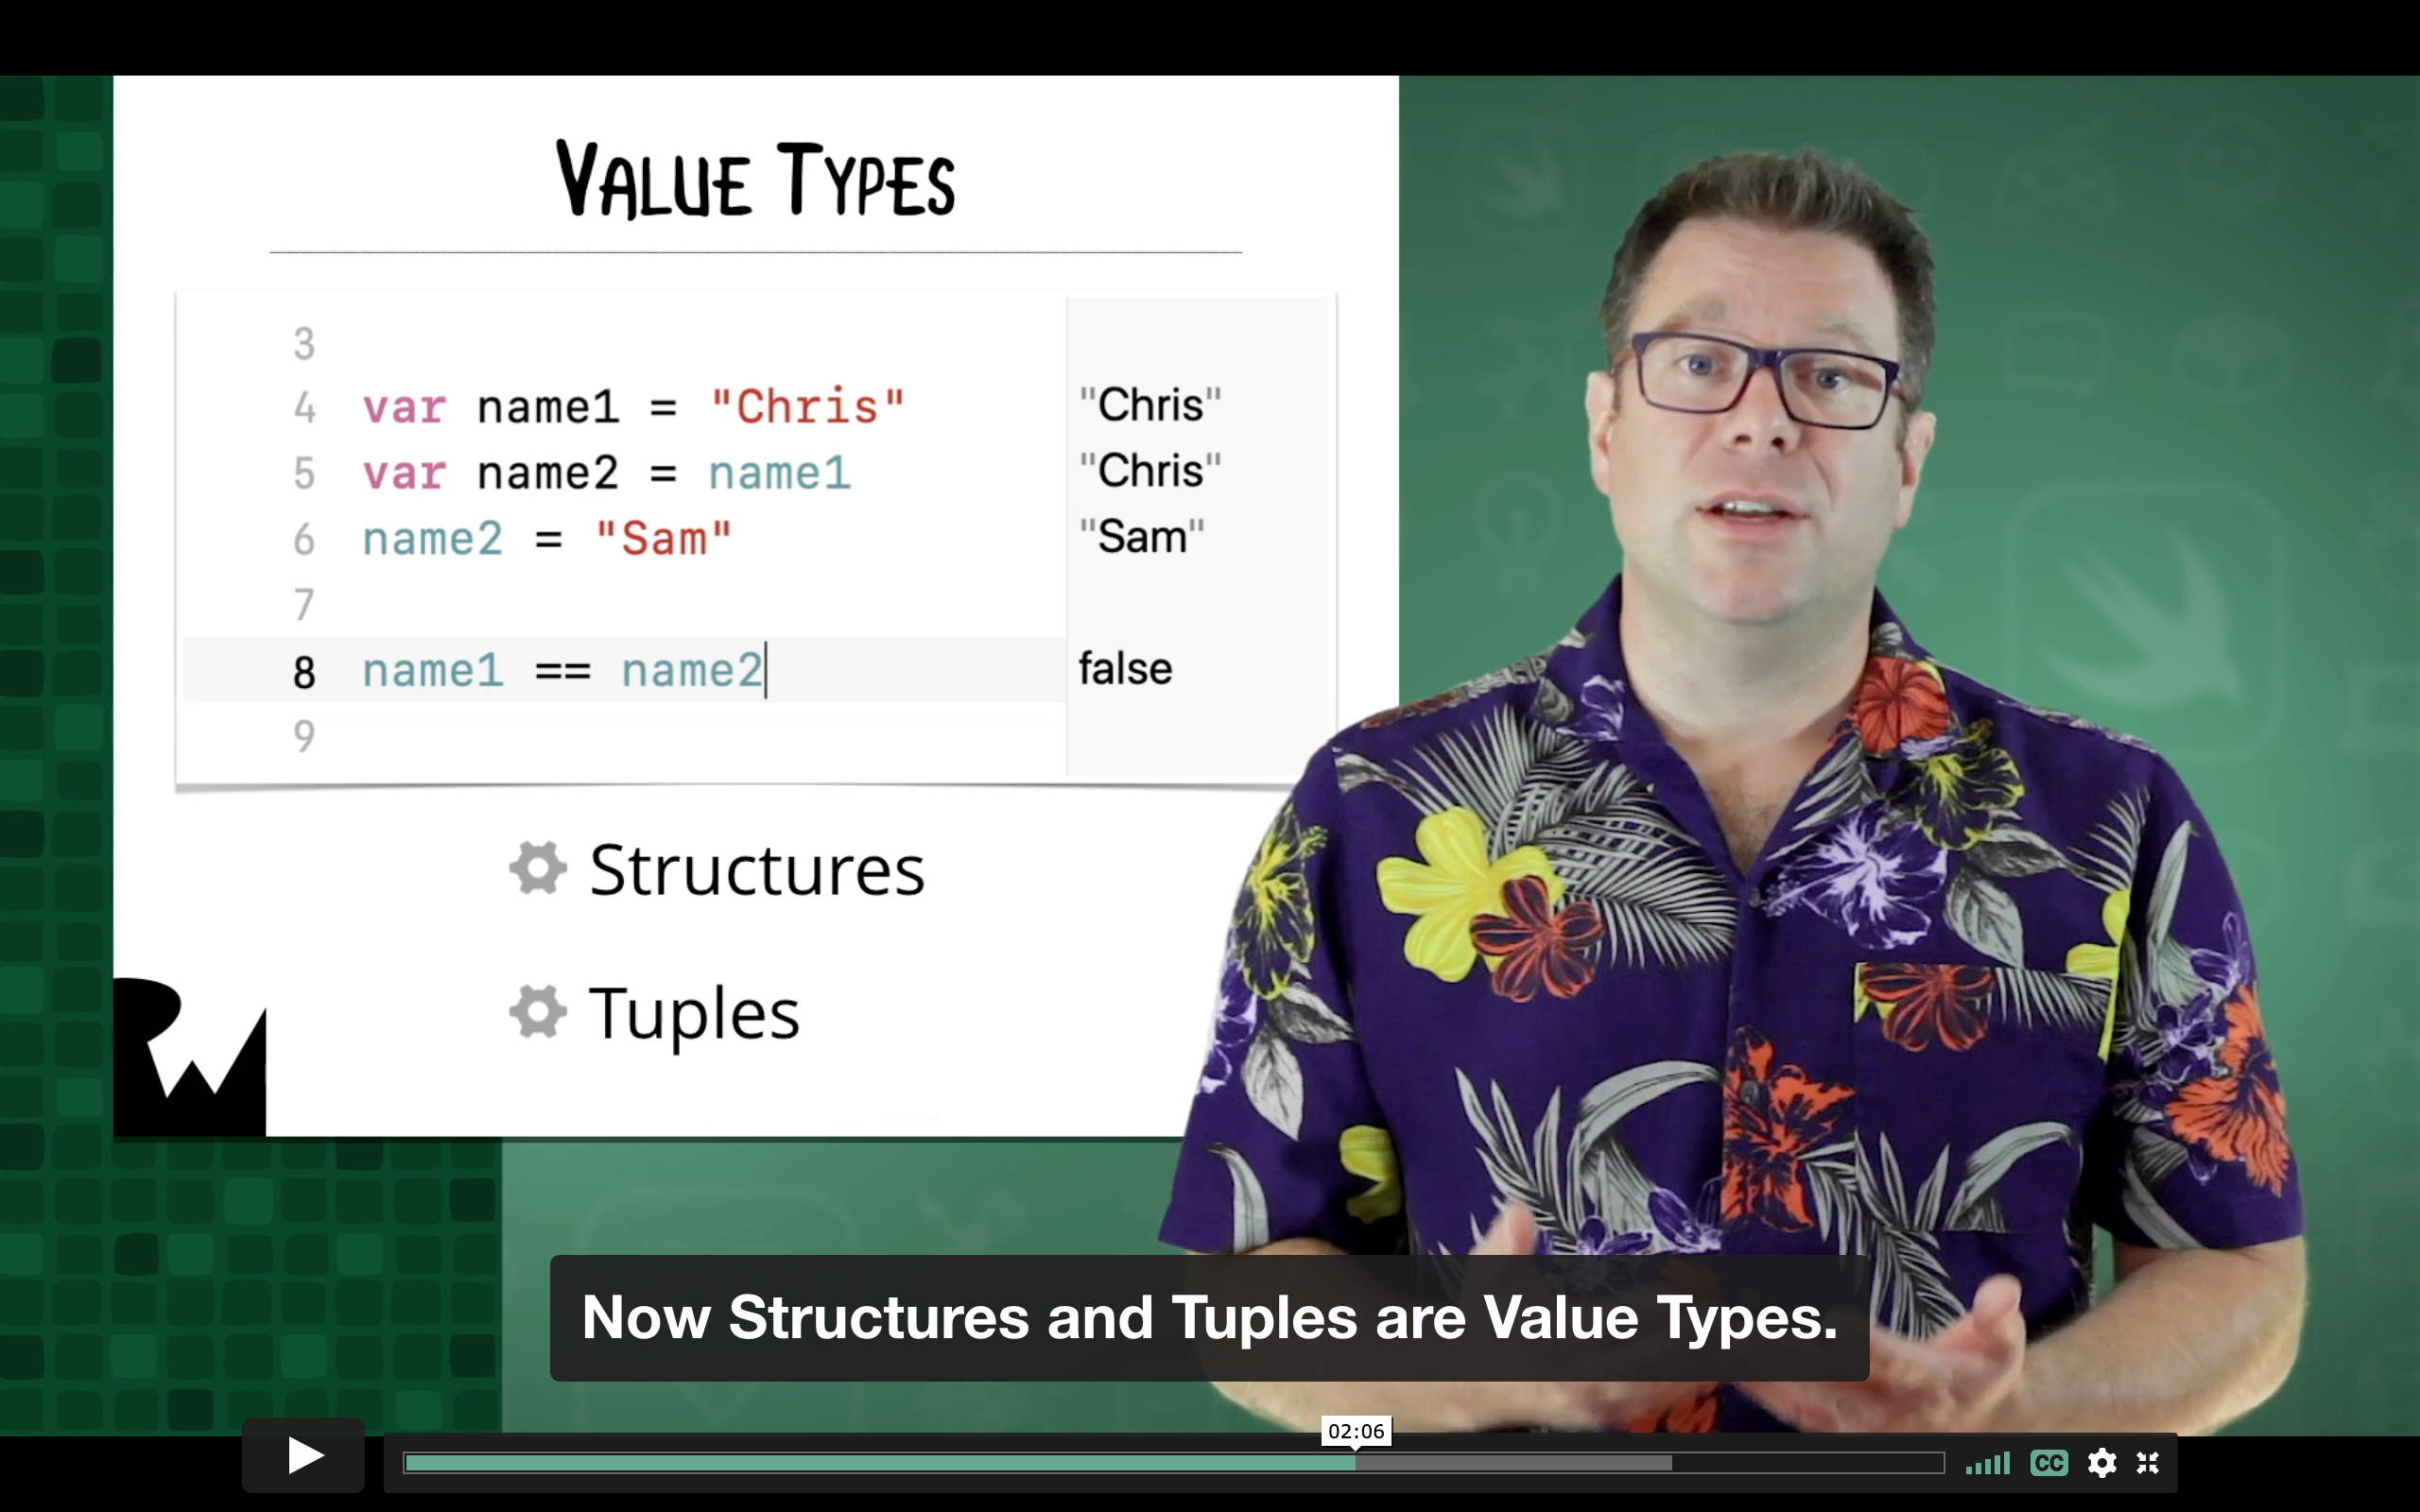 VALUE TYPES
3
4 var name1 = "Chris" "Chris"
5 var name2 = name1 "Chris"
6 name2 = "Sam" "Sam"
7
8 name1 == name2 false
9
Structures
Tuples
RW
Now Structures and Tuples are Value Types.
02:06
CC